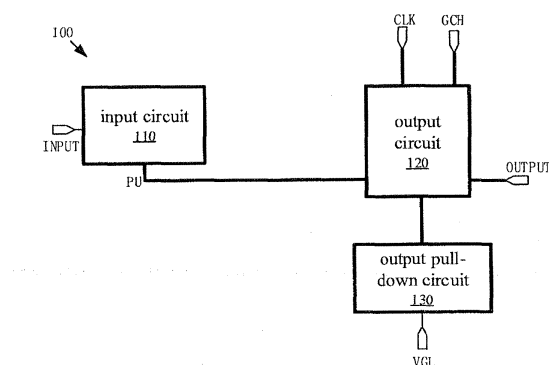 100
CLK
GCH
input circuit
110
INPUT
PU
output
circuit
120
OUTPUT
output pull-
down circuit
130
VGL